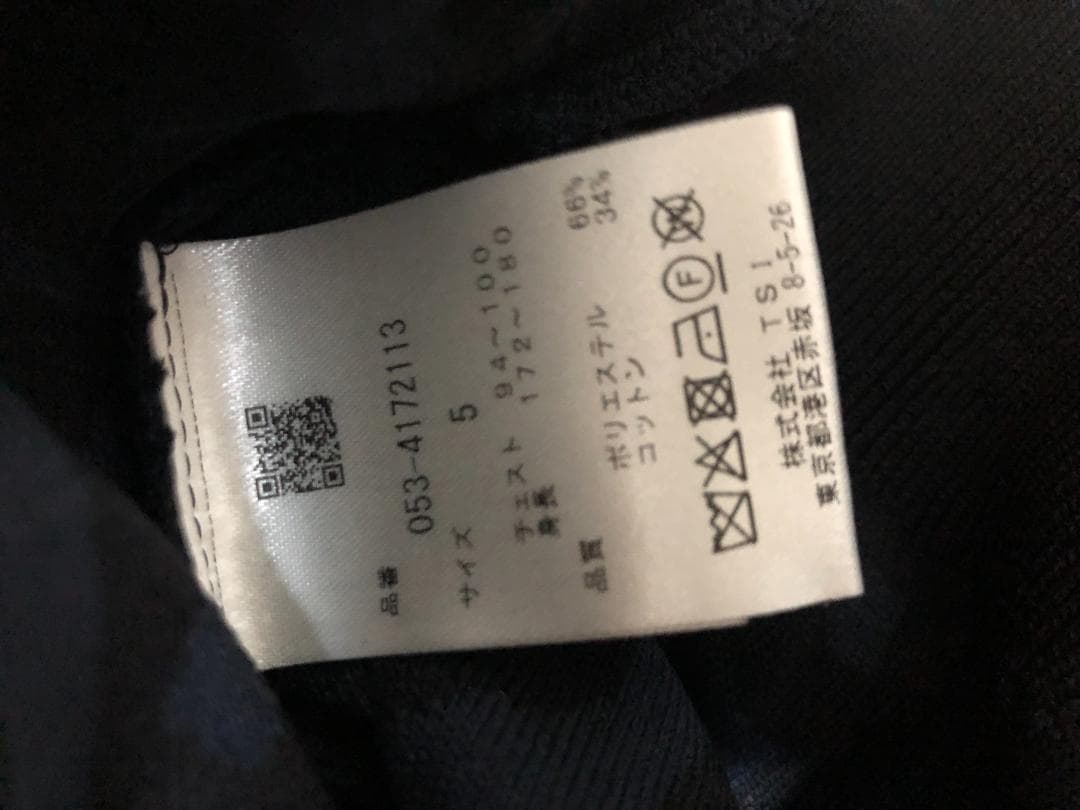 品番
053-4172113
サイズ 5
チェスト 94~100
身長 172~180
品質 ポリエステル 66%
コットン 34%
F W
株式会社 TSI
東京都港区赤坂 8-5-26